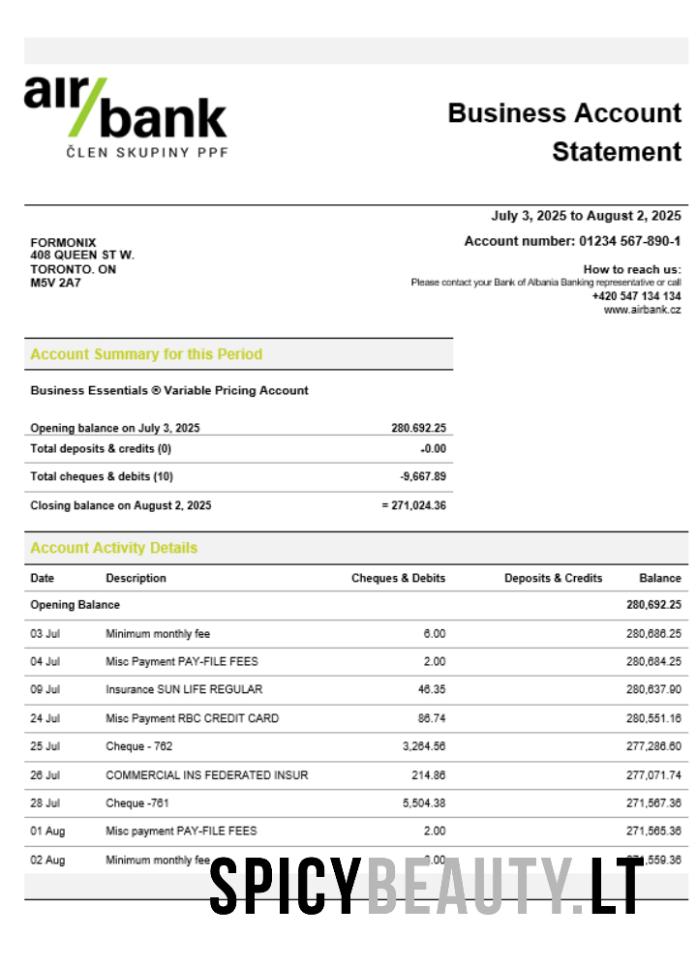 air bank
ČLEN SKUPINY PPF
Business Account
Statement
July 3, 2025 to August 2, 2025
Account number: 01234 567-890-1
FORMONIX
408 QUEEN ST W.
TORONTO. ON
M5V 2A7
How to reach us:
Please contact your Bank of Albania Banking representative or call
+420 547 134 134
www.airbank.cz
Account Summary for this Period
Business Essentials ® Variable Pricing Account
Opening balance on July 3, 2025 280.692.25
Total deposits & credits (0) -0.00
Total cheques & debits (10) -9,667.89
Closing balance on August 2, 2025 = 271,024.36
Account Activity Details
Date Description Cheques & Debits Deposits & Credits Balance
Opening Balance 280,692.25
03 Jul Minimum monthly fee 6.00 280,686.25
04 Jul Misc Payment PAY-FILE FEES 2.00 280,684.25
09 Jul Insurance SUN LIFE REGULAR 46.35 280,637.90
24 Jul Misc Payment RBC CREDIT CARD 86.74 280,551.16
25 Jul Cheque - 762 3,264.56 277,286.60
26 Jul COMMERCIAL INS FEDERATED INSUR 214.86 277,071.74
28 Jul Cheque -761 5,504.38 271,567.36
01 Aug Misc payment PAY-FILE FEES 2.00 271,565.36
02 Aug Minimum monthly fee
SPICYBEAUTY.LT